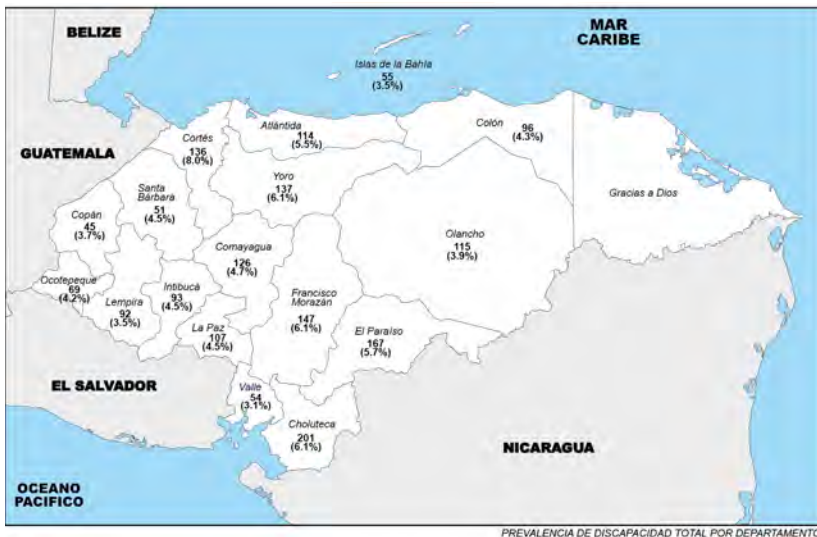 BELIZE
MAR
CARIBE
Islas de la Bahía
55
(3.5%)
GUATEMALA
Cortés
136
(8.0%)
Atlántida
114
(5.5%)
Colón
96
(4.3%)
Yoro
137
(6.1%)
Santa
Bárbara
51
(4.5%)
Gracias a Dios
Copán
45
(3.7%)
Olancho
115
(3.9%)
Comayagua
126
(4.7%)
Ocotepeque
69
(4.2%)
Lempira
92
(3.5%)
Intibucá
93
(4.5%)
Francisco
Morazán
147
(6.1%)
La Paz
107
(4.5%)
El Paraíso
167
(5.7%)
EL SALVADOR
Valle
54
(3.1%)
Choluteca
201
(6.1%)
NICARAGUA
OCEANO
PACIFICO
PREVALENCIA DE DISCAPACIDAD TOTAL POR DEPARTAMENTO